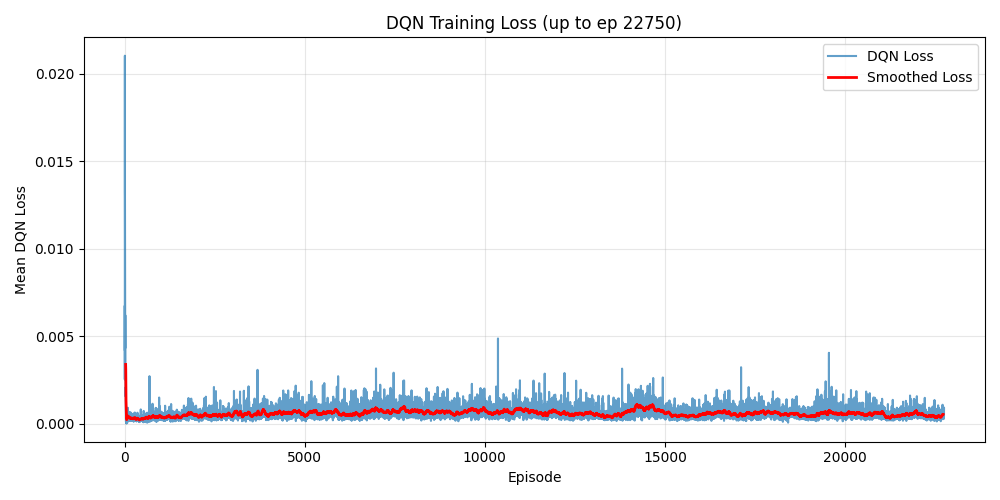 DQN Training Loss (up to ep 22750)
DQN Loss
Smoothed Loss
Mean DQN Loss
0.020
0.015
0.010
0.005
0.000
0
5000
10000
15000
20000
Episode